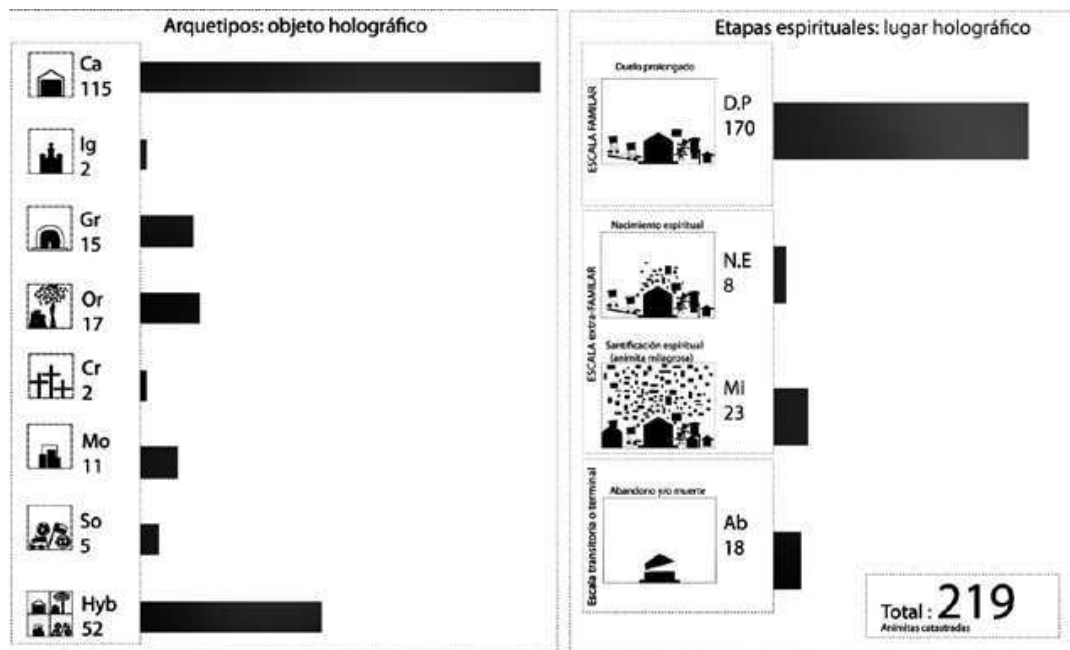 Arquetipos: objeto holográfico
Ca
115
Ig
2
Gr
15
Or
17
Cr
2
Mo
11
So
5
Hyb
52
Etapas espirituales: lugar holográfico
ESCALA FAMILAR
Duelo prolongado
D.P
170
ESCALA extra-FAMILAR
Nacimiento espiritual
N.E
8
Santificación espiritual
(animita milagrosa)
Mi
23
Escala transitoria o terminal
Abandono y/o muerte
Ab
18
Total : 219
Animitas catastradas